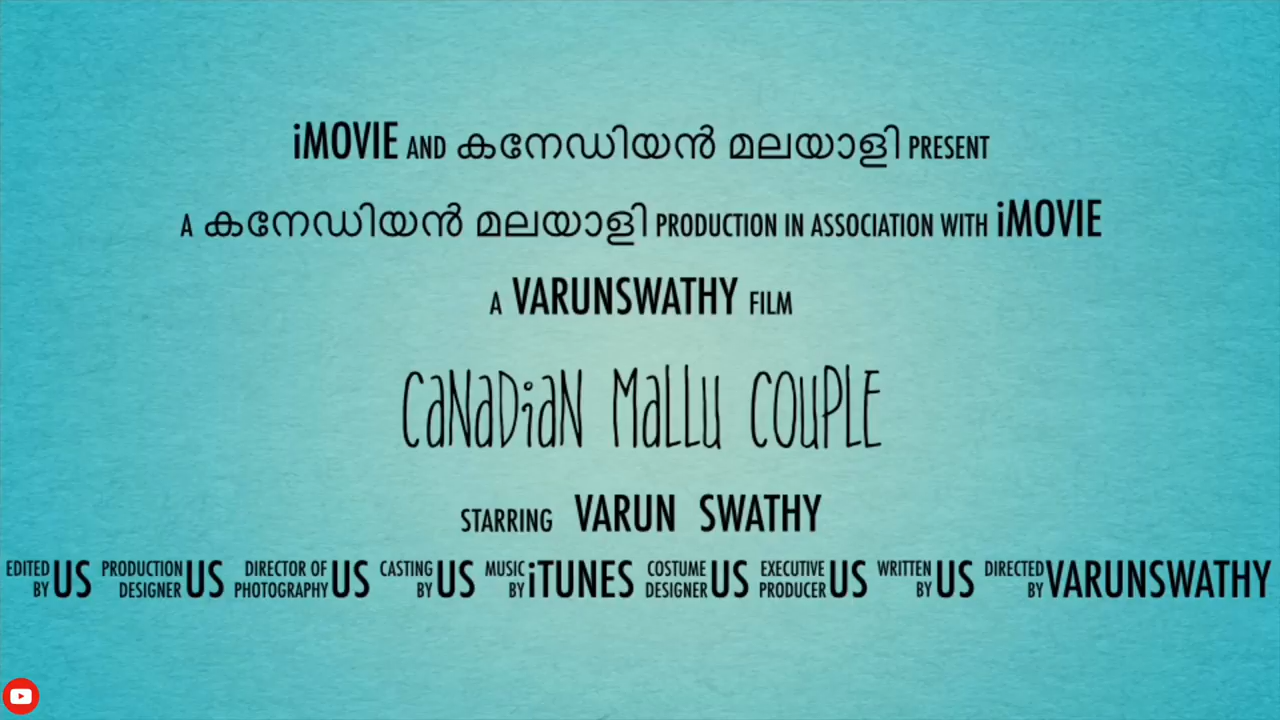 iMOVIE AND കനേഡിയൻ മലയാളി PRESENT
A കനേഡിയൻ മലയാളി PRODUCTION IN ASSOCIATION WITH iMOVIE
A VARUNSWATHY FILM
CaNaDiaN MaLLu COuPLE
STARRING VARUN SWATHY
EDITED BY US PRODUCTION DESIGNER US DIRECTOR OF PHOTOGRAPHY US CASTING BY US MUSIC BY iTUNES COSTUME DESIGNER US EXECUTIVE PRODUCER US WRITTEN BY US DIRECTED BY VARUNSWATHY